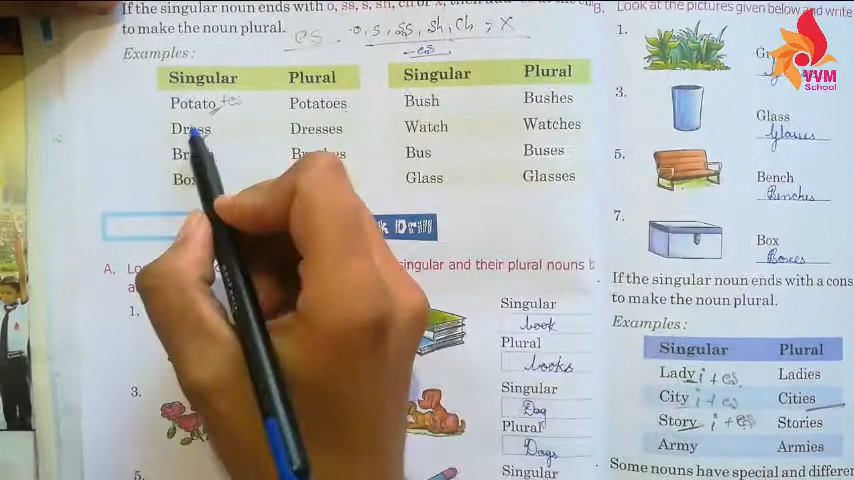 If the singular noun ends with o, ss, s, sh, ch or x, then add
to make the noun plural. es o, s, ss, sh, ch, x
-es
Examples:
Singular Plural
Potato +es Potatoes
Dress Dresses
Box
Singular Plural
Bush Bushes
Watch Watches
Bus Buses
Glass Glasses
Drill
A.
singular and their plural nouns b
1.
Singular
book
Plural
books
3.
Singular
Dog
Plural
Dogs
5.
Singular
B. Look at the pictures given below and write
VVM
School
1.
3.
Glass
Glasses
5.
Bench
Benches
7.
Box
Boxes
If the singular noun ends with a cons
to make the noun plural.
Examples:
Singular Plural
Lady i + es Ladies
City i + es Cities
Story i + es Stories
Army Armies
Some nouns have special and differen